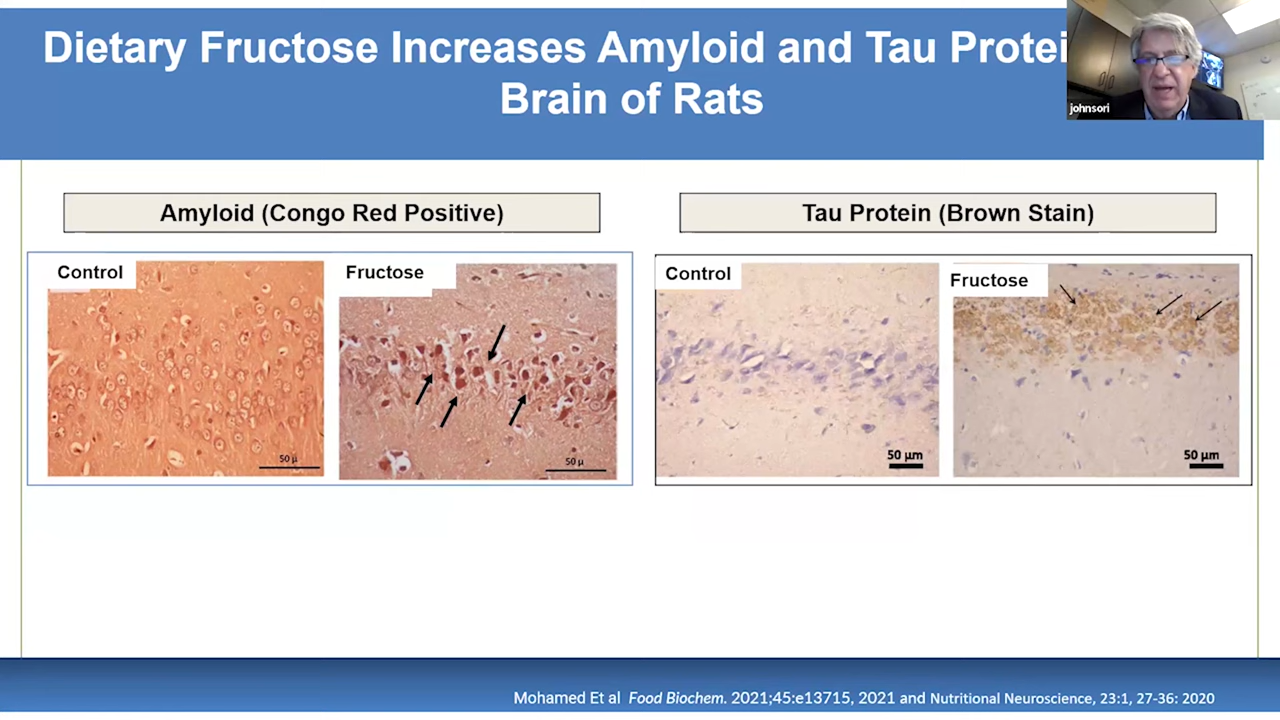 Dietary Fructose Increases Amyloid and Tau
Brain of Rats
johnsori
Amyloid (Congo Red Positive)
Tau Protein (Brown Stain)
Control
Fructose
50 µ
50 µ
Control
Fructose
50 µm
50 µm
Mohamed Et al Food Biochem. 2021;45:e13715, 2021 and Nutritional Neuroscience, 23:1, 27-36: 2020